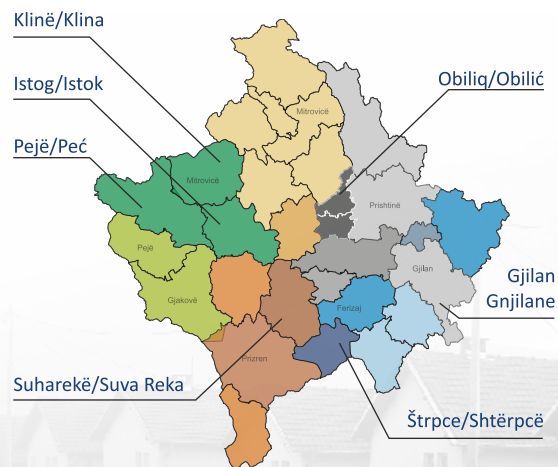 Klinë/Klina
Istog/Istok
Obiliq/Obilić
Mitrovicë
Pejë/Peć
Mitrovicë
Prishtinë
Pejë
Gjilan
Gjilan
Gnjilane
Gjakovë
Ferizaj
Prizren
Suharekë/Suva Reka
Štrpce/Shtërpcë